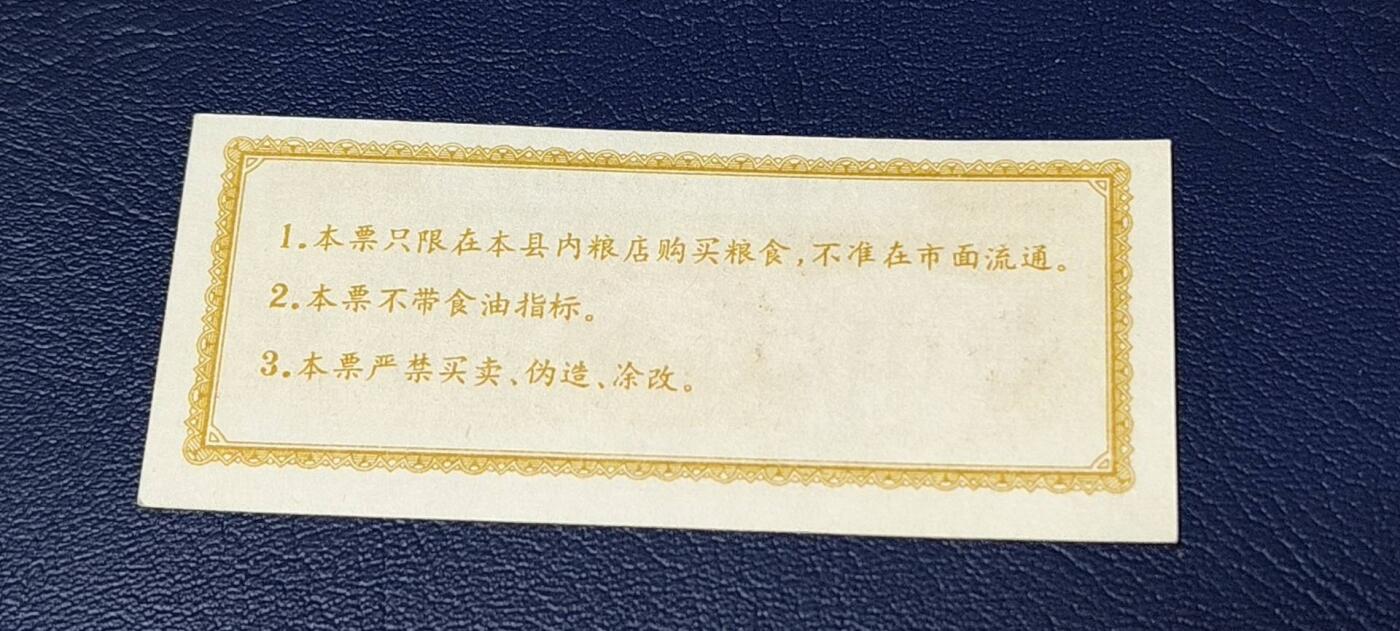 1.本票只限在本县内粮店购买粮食,不准在市面流通。
2.本票不带食油指标。
3.本票严禁买卖、伪造、涂改。